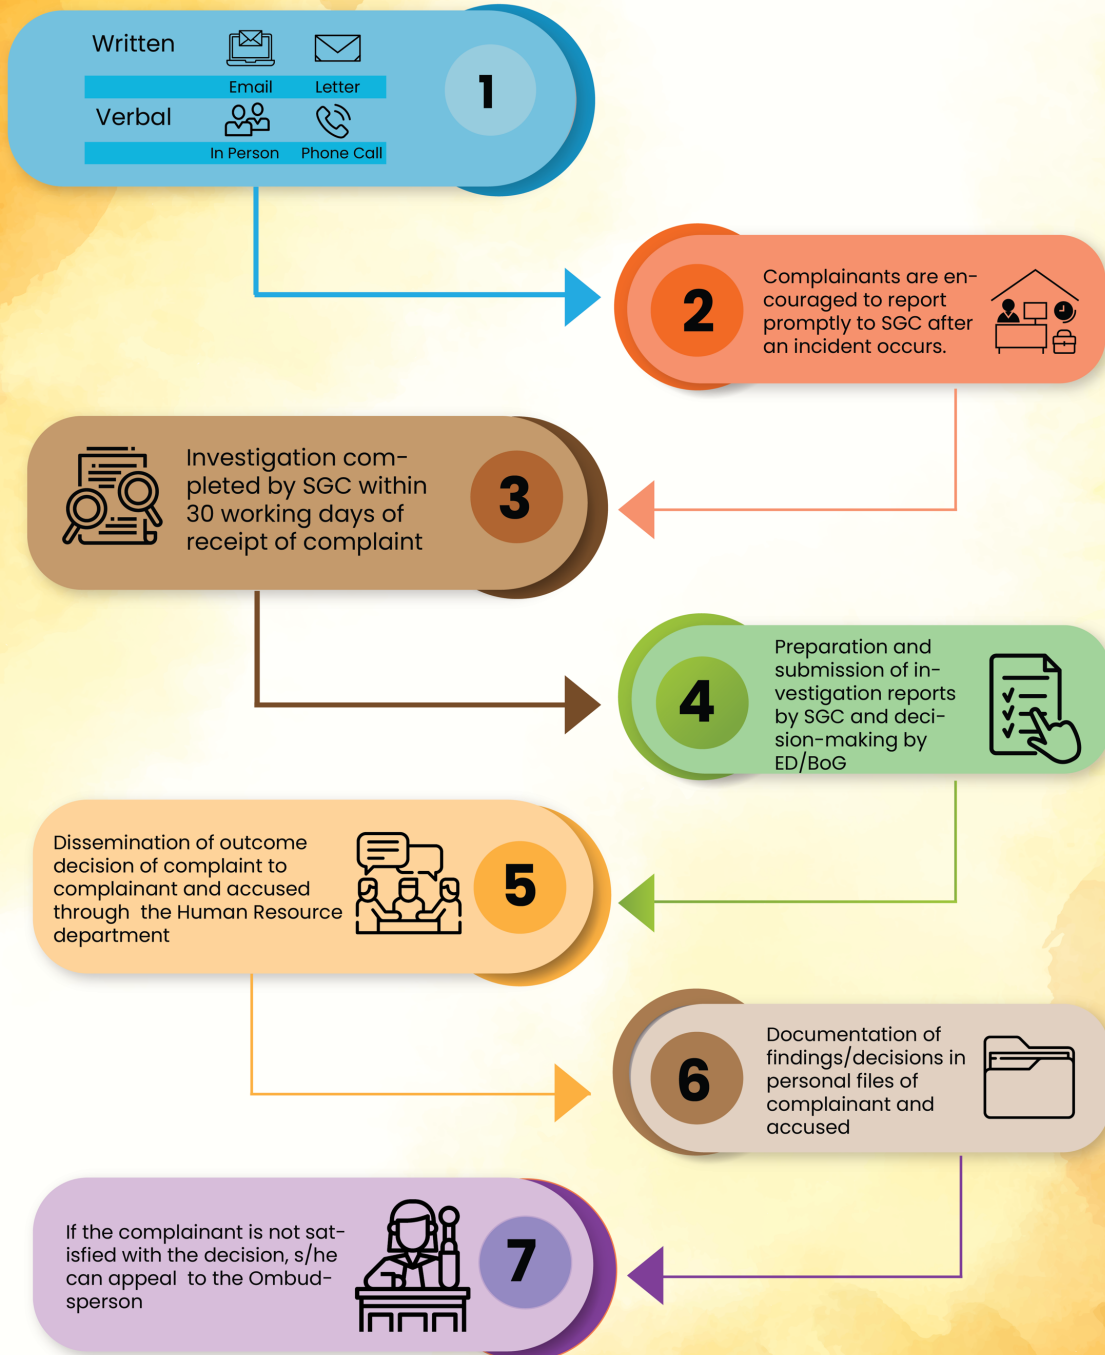 Written
Email Letter
Verbal
In Person Phone Call
1
2
Complainants are en-
couraged to report
promptly to SGC after
an incident occurs.
Investigation com-
pleted by SGC within
30 working days of
receipt of complaint
3
4
Preparation and
submission of in-
vestigation reports
by SGC and deci-
sion-making by
ED/BoG
Dissemination of outcome
decision of complaint to
complainant and accused
through the Human Resource
department
5
6
Documentation of
findings/decisions in
personal files of
complainant and
accused
If the complainant is not sat-
isfied with the decision, s/he
can appeal to the Ombud-
sperson
7